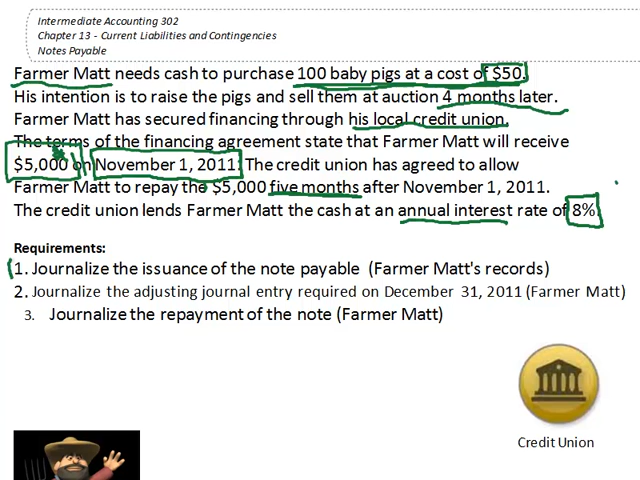 Intermediate Accounting 302
Chapter 13 - Current Liabilities and Contingencies
Notes Payable
Farmer Matt needs cash to purchase 100 baby pigs at a cost of $50.
His intention is to raise the pigs and sell them at auction 4 months later.
Farmer Matt has secured financing through his local credit union.
The terms of the financing agreement state that Farmer Matt will receive
$5,000 on November 1, 2011. The credit union has agreed to allow
Farmer Matt to repay the $5,000 five months after November 1, 2011.
The credit union lends Farmer Matt the cash at an annual interest rate of 8%.
Requirements:
1. Journalize the issuance of the note payable (Farmer Matt's records)
2. Journalize the adjusting journal entry required on December 31, 2011 (Farmer Matt)
3. Journalize the repayment of the note (Farmer Matt)
Credit Union